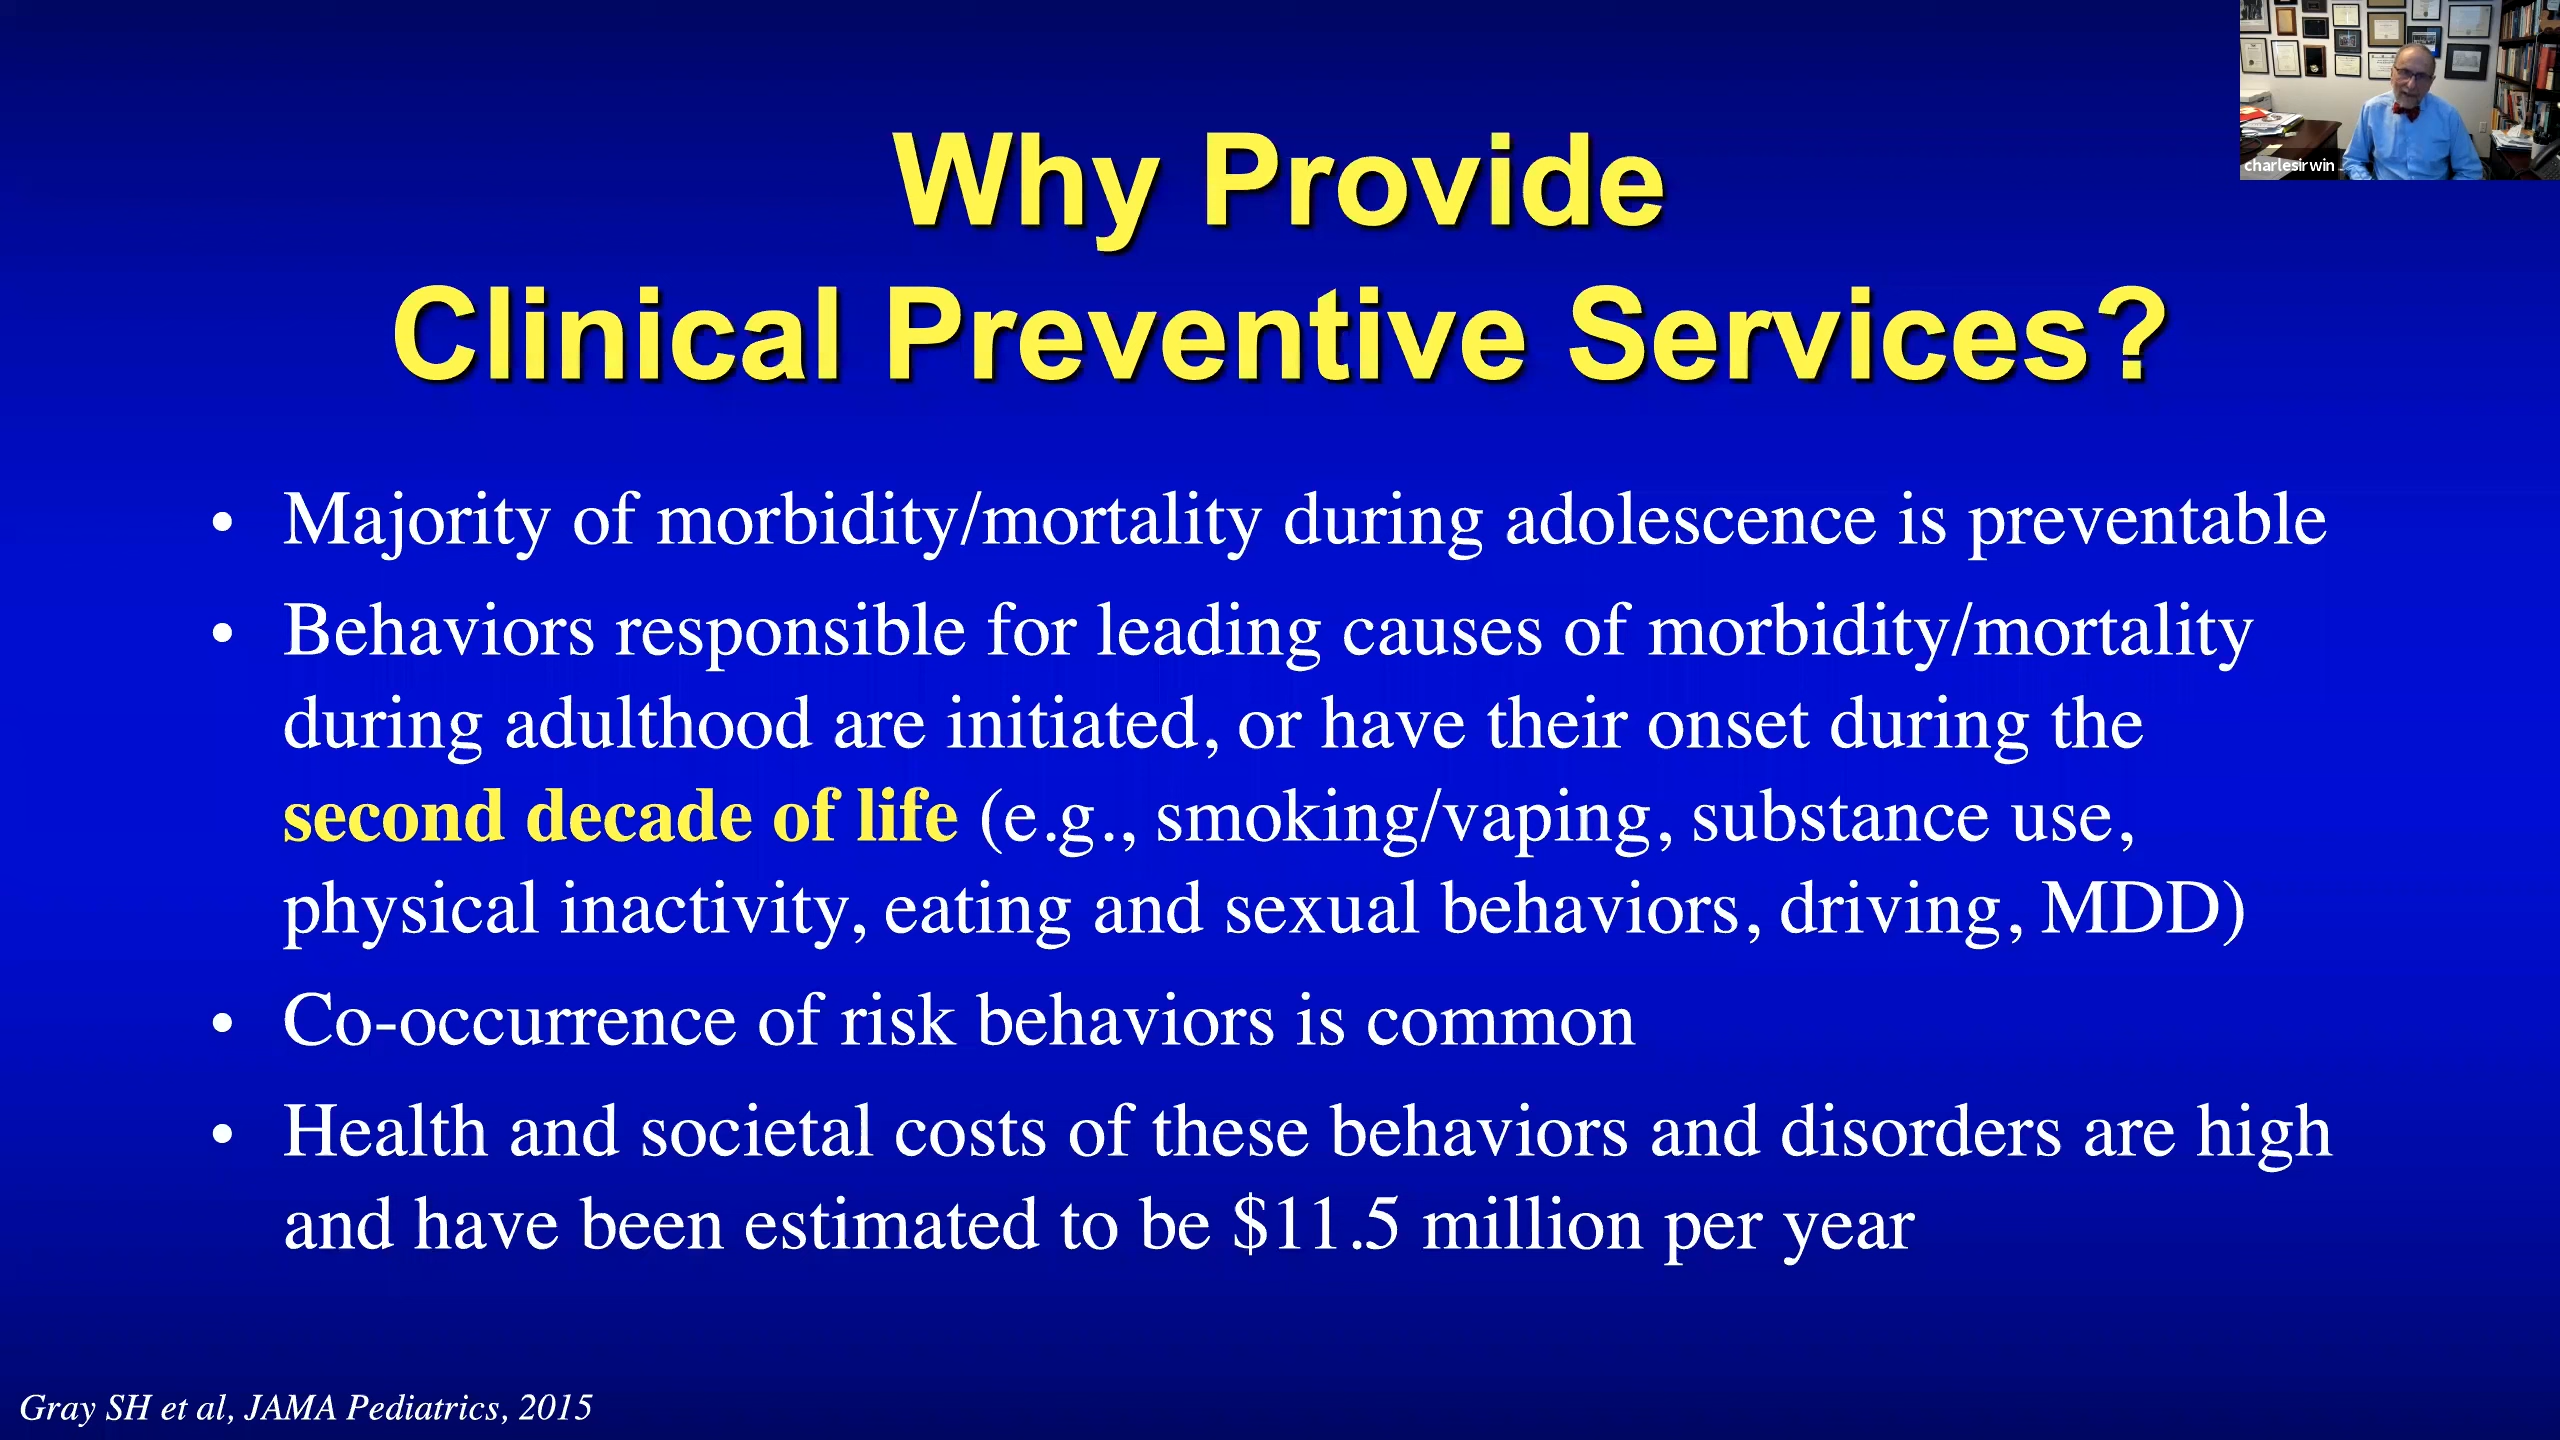 charlesirwin
Why Provide
Clinical Preventive Services?
• Majority of morbidity/mortality during adolescence is preventable
• Behaviors responsible for leading causes of morbidity/mortality
during adulthood are initiated, or have their onset during the
second decade of life (e.g., smoking/vaping, substance use,
physical inactivity, eating and sexual behaviors, driving, MDD)
• Co-occurrence of risk behaviors is common
• Health and societal costs of these behaviors and disorders are high
and have been estimated to be $11.5 million per year
Gray SH et al, JAMA Pediatrics, 2015